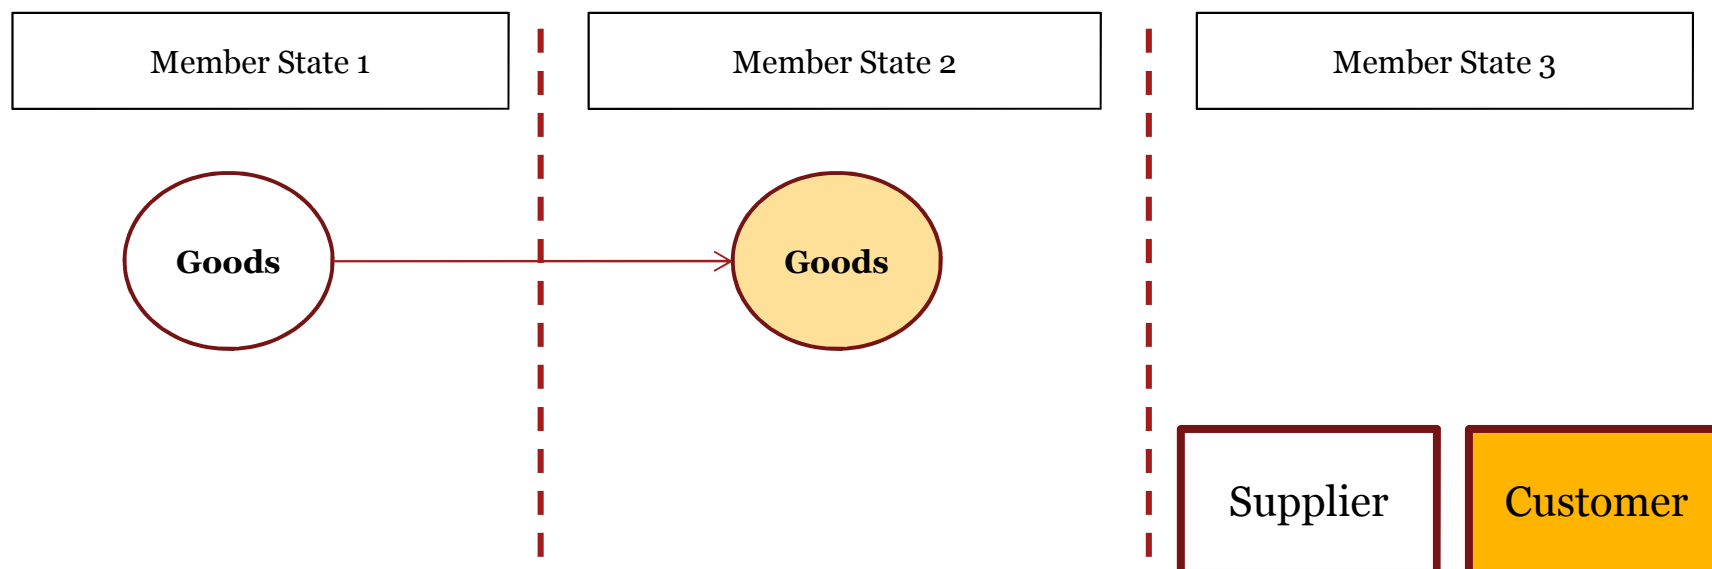 Member State 1
Member State 2
Member State 3
Goods
Goods
Supplier
Customer